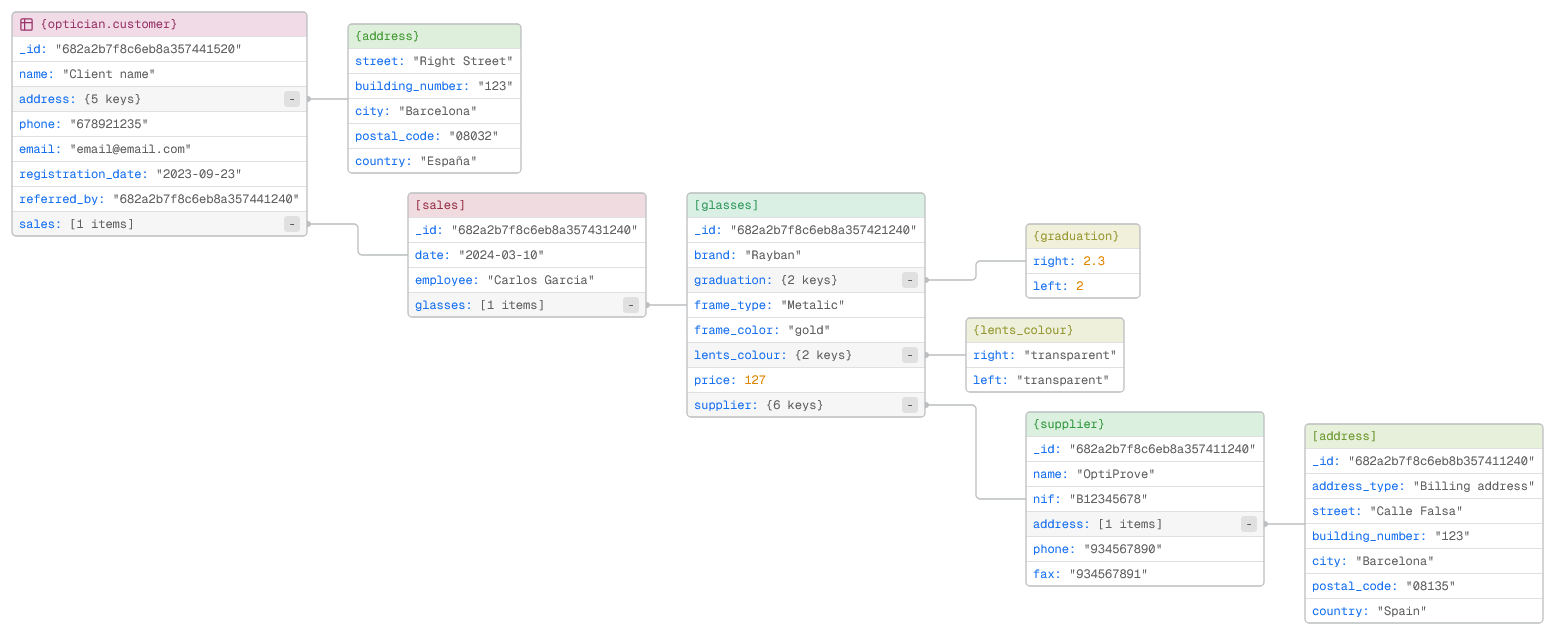 {optician.customer}
_id: "682a2b7f8c6eb8a357441520"
name: "Client name"
address: {5 keys} -
phone: "678921235"
email: "email@email.com"
registration_date: "2023-09-23"
referred_by: "682a2b7f8c6eb8a357441240"
sales: [1 items] -
{address}
street: "Right Street"
building_number: "123"
city: "Barcelona"
postal_code: "08032"
country: "España"
[sales]
_id: "682a2b7f8c6eb8a357431240"
date: "2024-03-10"
employee: "Carlos Garcia"
glasses: [1 items] -
[glasses]
_id: "682a2b7f8c6eb8a357421240"
brand: "Rayban"
graduation: {2 keys} -
frame_type: "Metalic"
frame_color: "gold"
lents_colour: {2 keys} -
price: 127
supplier: {6 keys} -
{graduation}
right: 2.3
left: 2
{lents_colour}
right: "transparent"
left: "transparent"
{supplier}
_id: "682a2b7f8c6eb8a357411240"
name: "OptiProve"
nif: "B12345678"
address: [1 items] -
phone: "934567890"
fax: "934567891"
[address]
_id: "682a2b7f8c6eb8b357411240"
address_type: "Billing address"
street: "Calle Falsa"
building_number: "123"
city: "Barcelona"
postal_code: "08135"
country: "Spain"